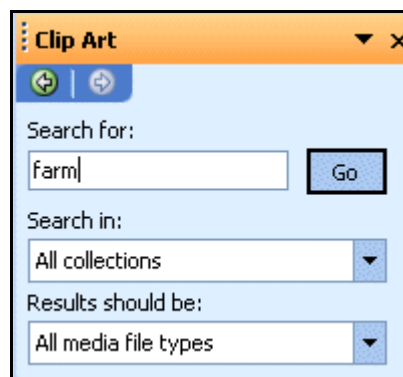 Clip Art
Search for:
farm
Go
Search in:
All collections
Results should be:
All media file types